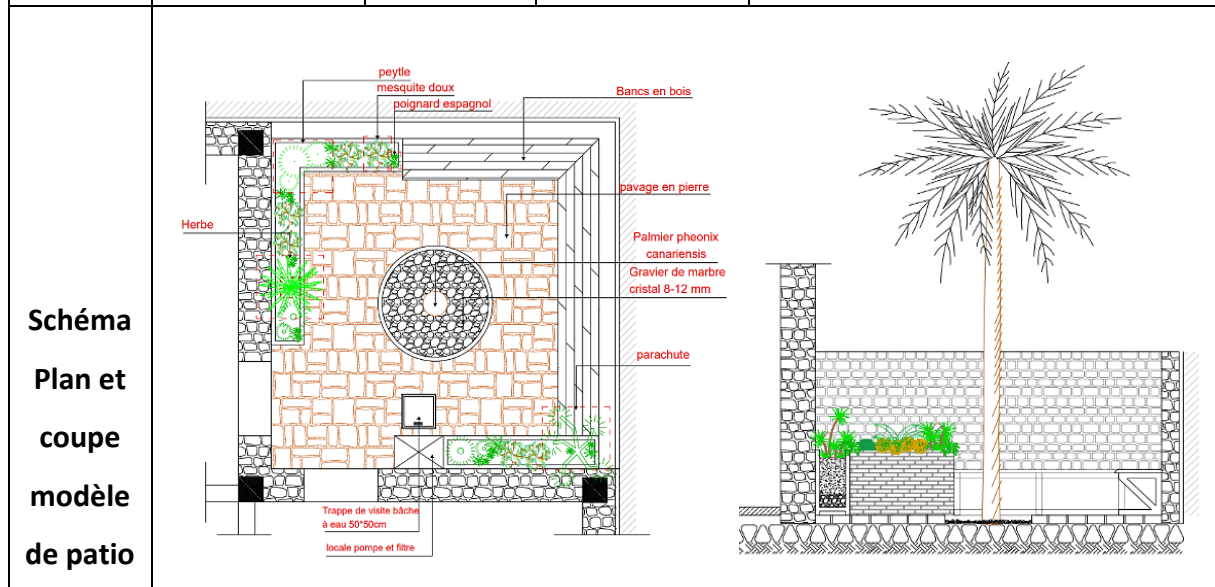 Schéma
Plan et
coupe
modèle
de patio
peytle
mesquite doux
poignard espagnol
Bancs en bois
pavage en pierre
Herbe
Palmier pheonix
canariensis
Gravier de marbre
cristal 8-12 mm
parachute
Trappe de visite bâche
à eau 50*50cm
locale pompe et filtre